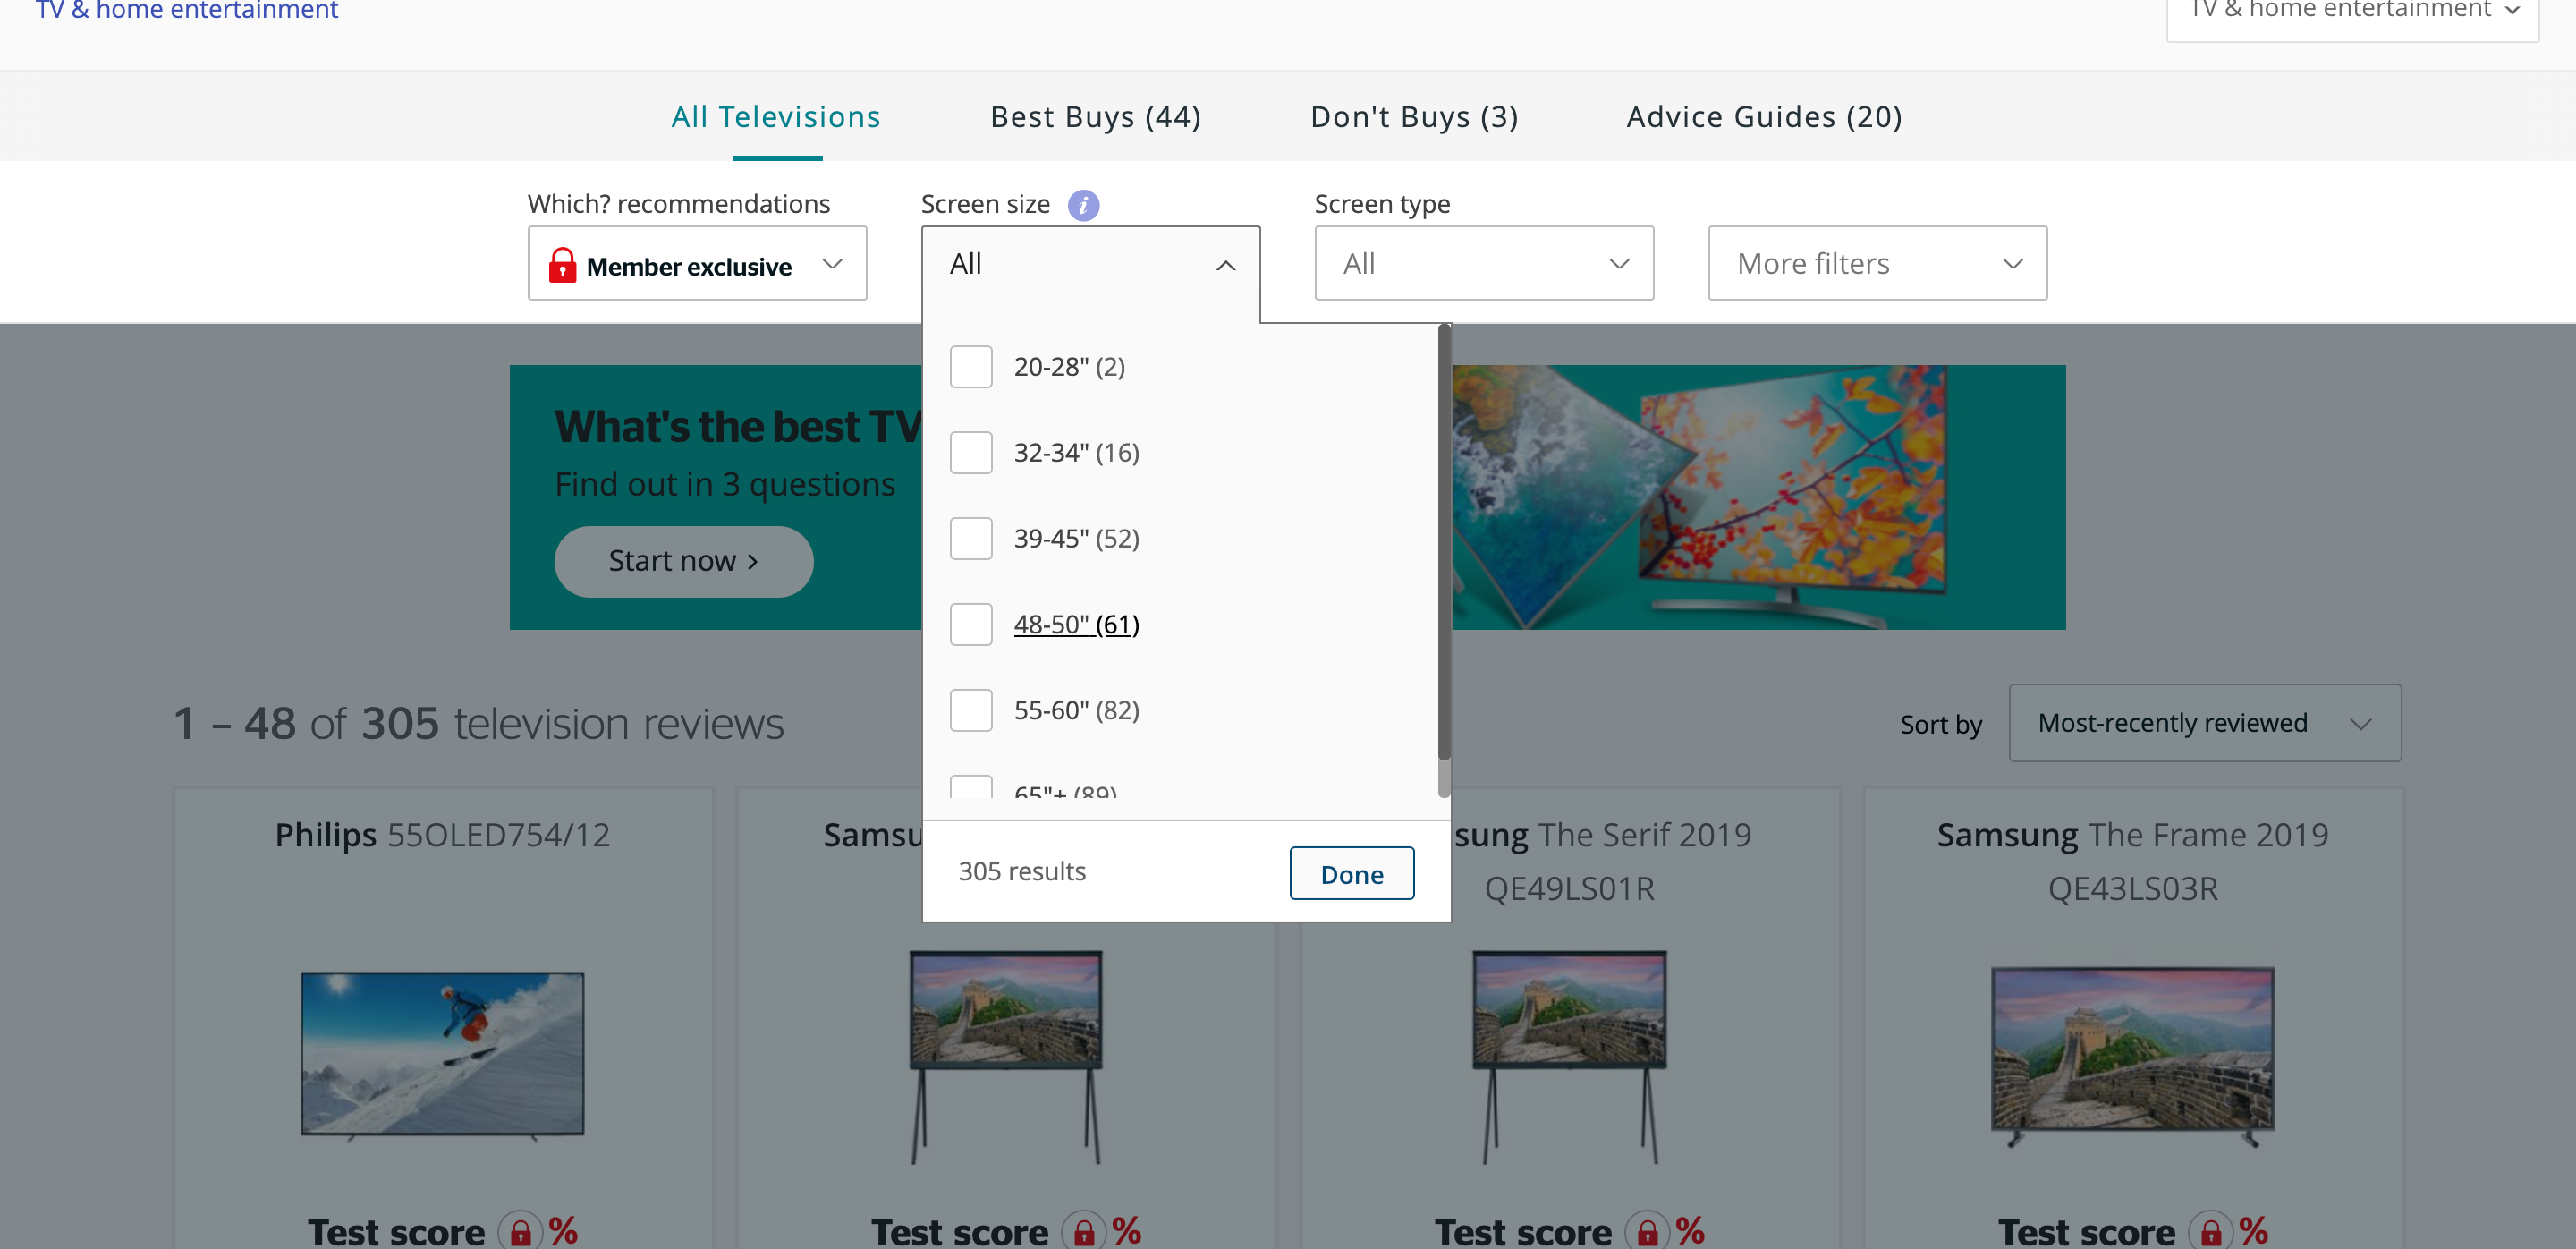 TV & home entertainment
TV & home entertainment
All Televisions
Best Buys (44)
Don't Buys (3)
Advice Guides (20)
Which? recommendations
Member exclusive
Screen size i
All
Screen type
All
More filters
20-28" (2)
32-34" (16)
39-45" (52)
48-50" (61)
55-60" (82)
65"+ (89)
305 results
Done
What's the best TV
Find out in 3 questions
Start now >
1 – 48 of 305 television reviews
Sort by
Most-recently reviewed
Philips 55OLED754/12
Samsu
sung The Serif 2019
QE49LS01R
Samsung The Frame 2019
QE43LS03R
Test score %
Test score %
Test score %
Test score %